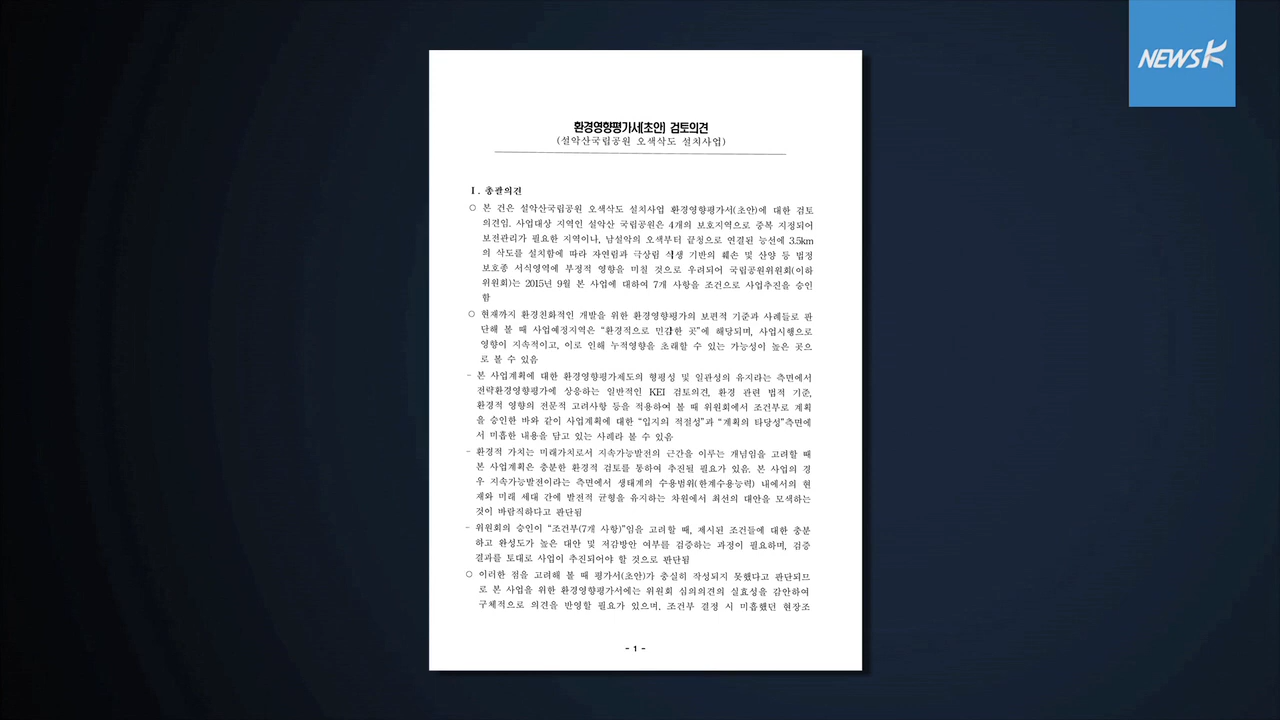 NEWS K
환경영향평가서(초안) 검토의견
(설악산국립공원 오색삭도 설치사업)
Ⅰ. 총괄의견
○ 본 건은 설악산국립공원 오색삭도 설치사업 환경영향평가서(초안)에 대한 검토
의견임. 사업대상 지역인 설악산 국립공원은 4개의 보호지역으로 중복 지정되어
보전관리가 필요한 지역이나, 남설악의 오색부터 끝청으로 연결된 능선에 3.5km
의 삭도를 설치함에 따라 자연림과 극상림 식생 기반의 훼손 및 산양 등 법정
보호종 서식영역에 부정적 영향을 미칠 것으로 우려되어 국립공원위원회(이하
위원회)는 2015년 9월 본 사업에 대하여 7개 사항을 조건으로 사업추진을 승인
함
○ 현재까지 환경친화적인 개발을 위한 환경영향평가의 보편적 기준과 사례들로 판
단해 볼 때 사업예정지역은 “환경적으로 민감한 곳”에 해당되며, 사업시행으로
영향이 지속적이고, 이로 인해 누적영향을 초래할 수 있는 가능성이 높은 곳으
로 볼 수 있음
- 본 사업계획에 대한 환경영향평가제도의 형평성 및 일관성의 유지라는 측면에서
전략환경영향평가에 상응하는 일반적인 KEI 검토의견, 환경 관련 법적 기준,
환경적 영향의 전문적 고려사항 등을 적용하여 볼 때 위원회에서 조건부로 계획
을 승인한 바와 같이 사업계획에 대한 “입지의 적절성”과 “계획의 타당성”측면에
서 미흡한 내용을 담고 있는 사례라 볼 수 있음
- 환경적 가치는 미래가치로서 지속가능발전의 근간을 이루는 개념임을 고려할 때
본 사업계획은 충분한 환경적 검토를 통하여 추진될 필요가 있음. 본 사업의 경
우 지속가능발전이라는 측면에서 생태계의 수용범위(한계수용능력) 내에서의 현
재와 미래 세대 간에 발전적 균형을 유지하는 차원에서 최선의 대안을 모색하는
것이 바람직하다고 판단됨
- 위원회의 승인이 “조건부(7개 사항)”임을 고려할 때, 제시된 조건들에 대한 충분
하고 완성도가 높은 대안 및 저감방안 여부를 검증하는 과정이 필요하며, 검증
결과를 토대로 사업이 추진되어야 할 것으로 판단됨
○ 이러한 점을 고려해 볼 때 평가서(초안)가 충실히 작성되지 못했다고 판단되므
로 본 사업을 위한 환경영향평가서에는 위원회 심의의견의 실효성을 감안하여
구체적으로 의견을 반영할 필요가 있으며, 조건부 결정 시 미흡했던 현장조
- 1 -